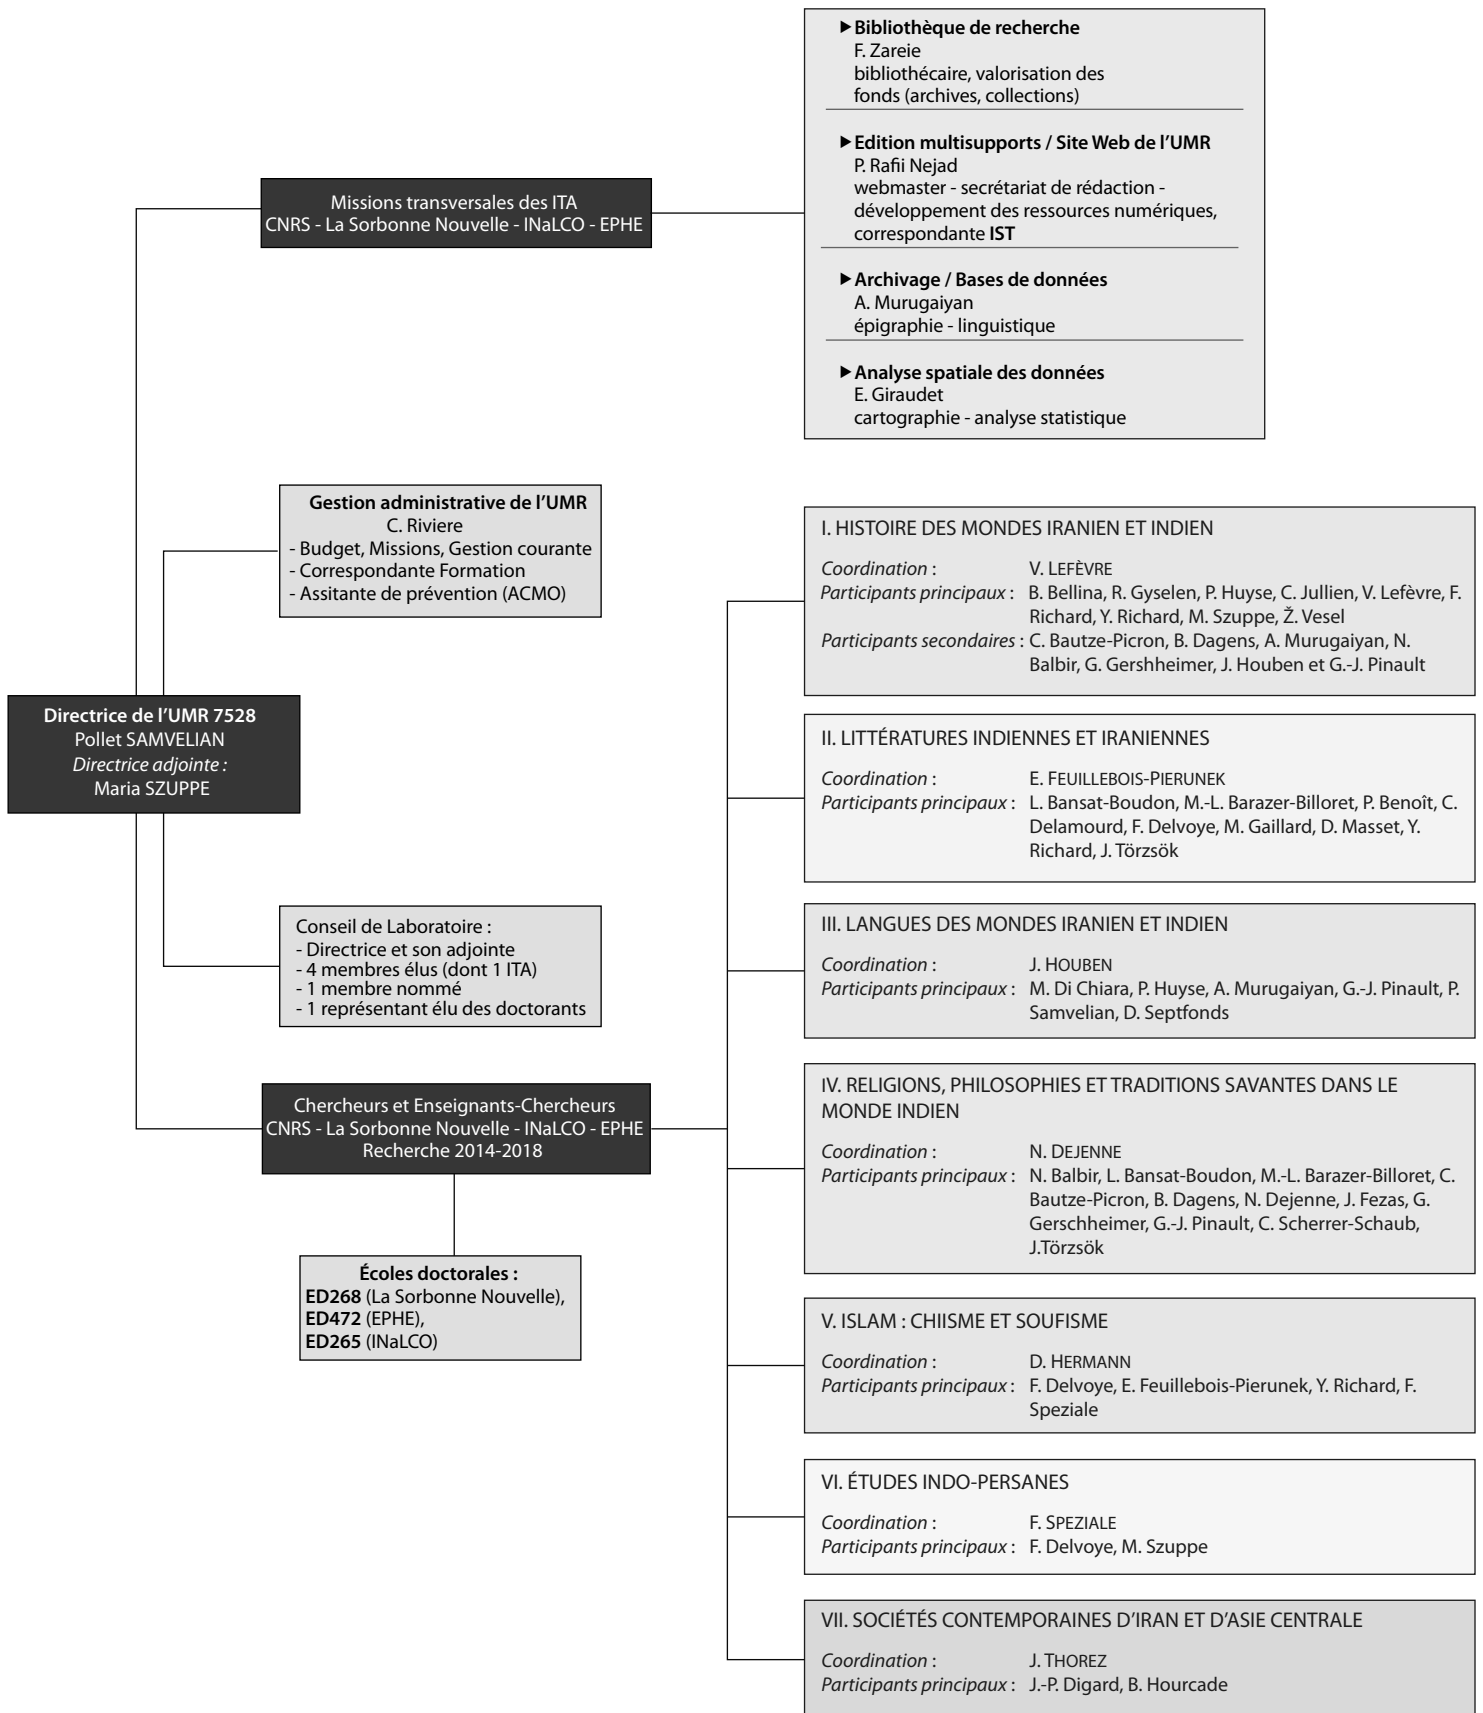 ▶Bibliothèque de recherche
F. Zareie
bibliothécaire, valorisation des
fonds (archives, collections)
▶Edition multisupports / Site Web de l'UMR
P. Rafii Nejad
webmaster - secrétariat de rédaction -
développement des ressources numériques,
correspondante IST
▶Archivage / Bases de données
A. Murugaiyan
épigraphie - linguistique
▶Analyse spatiale des données
E. Giraudet
cartographie - analyse statistique
Missions transversales des ITA
CNRS - La Sorbonne Nouvelle - INaLCO - EPHE
Gestion administrative de l'UMR
C. Riviere
- Budget, Missions, Gestion courante
- Correspondante Formation
- Assitante de prévention (ACMO)
Directrice de l'UMR 7528
Pollet SAMVELIAN
Directrice adjointe :
Maria SZUPPE
Conseil de Laboratoire :
- Directrice et son adjointe
- 4 membres élus (dont 1 ITA)
- 1 membre nommé
- 1 représentant élu des doctorants
Chercheurs et Enseignants-Chercheurs
CNRS - La Sorbonne Nouvelle - INaLCO - EPHE
Recherche 2014-2018
Écoles doctorales :
ED268 (La Sorbonne Nouvelle),
ED472 (EPHE),
ED265 (INaLCO)
I. HISTOIRE DES MONDES IRANIEN ET INDIEN
Coordination : V. LEFÈVRE
Participants principaux : B. Bellina, R. Gyselen, P. Huyse, C. Jullien, V. Lefèvre, F.
Richard, Y. Richard, M. Szuppe, Ž. Vesel
Participants secondaires : C. Bautze-Picron, B. Dagens, A. Murugaiyan, N.
Balbir, G. Gershheimer, J. Houben et G.-J. Pinault
II. LITTÉRATURES INDIENNES ET IRANIENNES
Coordination : E. FEUILLEBOIS-PIERUNEK
Participants principaux : L. Bansat-Boudon, M.-L. Barazer-Billoret, P. Benoît, C.
Delamourd, F. Delvoye, M. Gaillard, D. Masset, Y.
Richard, J. Törzsök
III. LANGUES DES MONDES IRANIEN ET INDIEN
Coordination : J. HOUBEN
Participants principaux : M. Di Chiara, P. Huyse, A. Murugaiyan, G.-J. Pinault, P.
Samvelian, D. Septfonds
IV. RELIGIONS, PHILOSOPHIES ET TRADITIONS SAVANTES DANS LE
MONDE INDIEN
Coordination : N. DEJENNE
Participants principaux : N. Balbir, L. Bansat-Boudon, M.-L. Barazer-Billoret, C.
Bautze-Picron, B. Dagens, N. Dejenne, J. Fezas, G.
Gerschheimer, G.-J. Pinault, C. Scherrer-Schaub,
J.Törzsök
V. ISLAM : CHIISME ET SOUFISME
Coordination : D. HERMANN
Participants principaux : F. Delvoye, E. Feuillebois-Pierunek, Y. Richard, F.
Speziale
VI. ÉTUDES INDO-PERSANES
Coordination : F. SPEZIALE
Participants principaux : F. Delvoye, M. Szuppe
VII. SOCIÉTÉS CONTEMPORAINES D'IRAN ET D'ASIE CENTRALE
Coordination : J. THOREZ
Participants principaux : J.-P. Digard, B. Hourcade